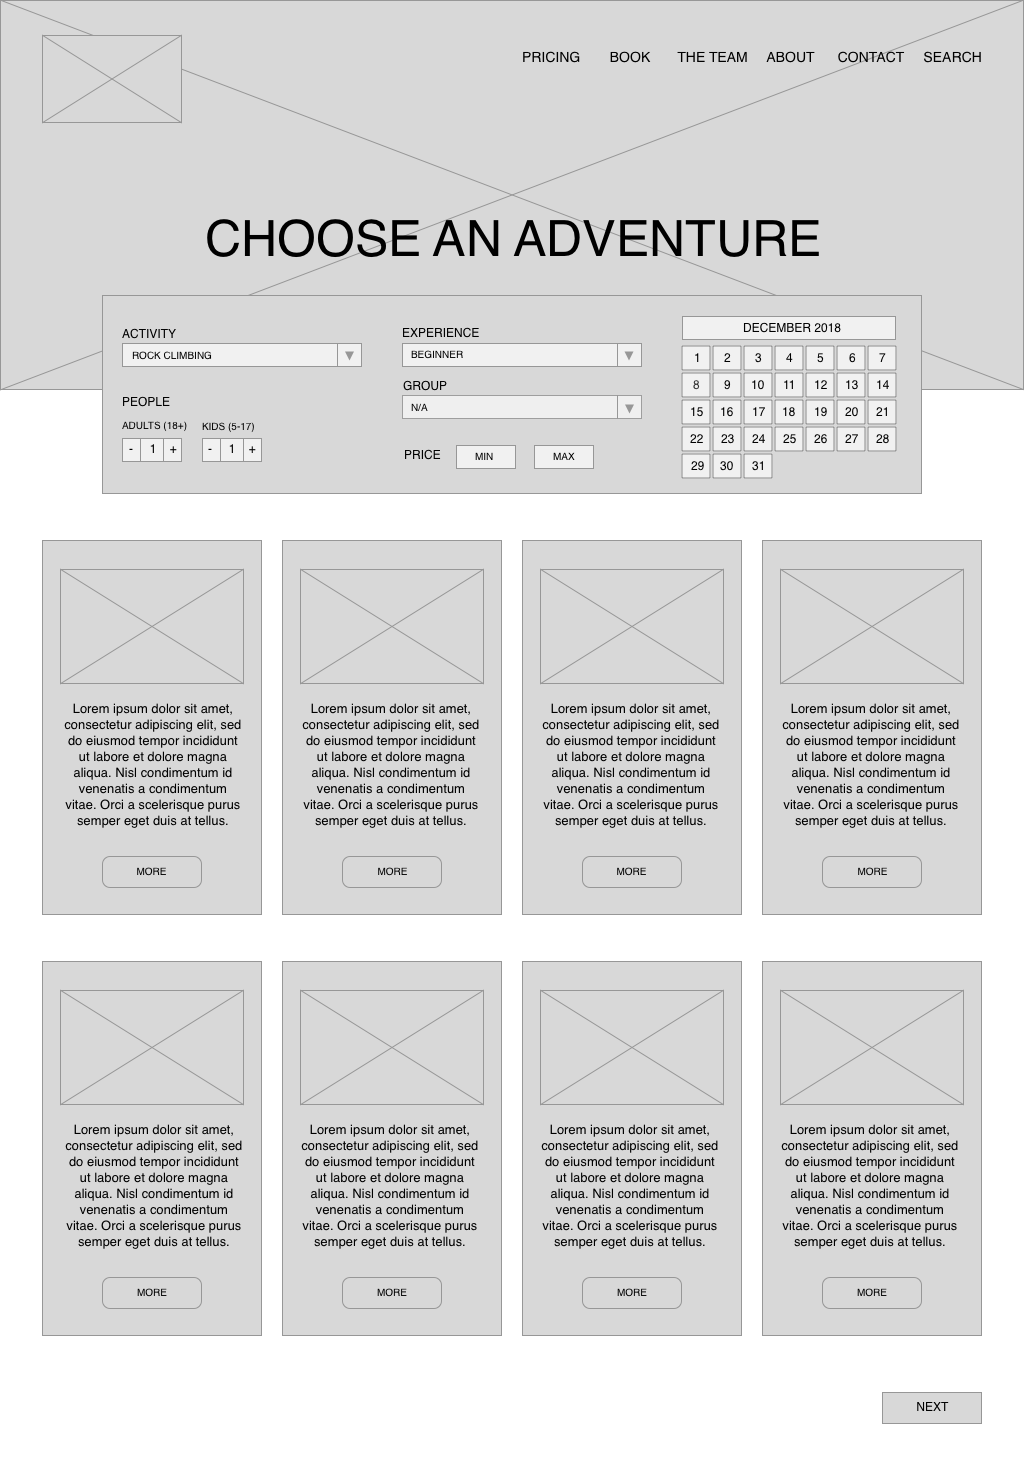 PRICING BOOK THE TEAM ABOUT CONTACT SEARCH
CHOOSE AN ADVENTURE
ACTIVITY
ROCK CLIMBING
PEOPLE
ADULTS (18+) KIDS (5-17)
- 1 + - 1 +
EXPERIENCE
BEGINNER
GROUP
N/A
PRICE MIN MAX
DECEMBER 2018
1 2 3 4 5 6 7
8 9 10 11 12 13 14
15 16 17 18 19 20 21
22 23 24 25 26 27 28
29 30 31
Lorem ipsum dolor sit amet,
consectetur adipiscing elit, sed
do eiusmod tempor incididunt
ut labore et dolore magna
aliqua. Nisl condimentum id
venenatis a condimentum
vitae. Orci a scelerisque purus
semper eget duis at tellus.
MORE
Lorem ipsum dolor sit amet,
consectetur adipiscing elit, sed
do eiusmod tempor incididunt
ut labore et dolore magna
aliqua. Nisl condimentum id
venenatis a condimentum
vitae. Orci a scelerisque purus
semper eget duis at tellus.
MORE
Lorem ipsum dolor sit amet,
consectetur adipiscing elit, sed
do eiusmod tempor incididunt
ut labore et dolore magna
aliqua. Nisl condimentum id
venenatis a condimentum
vitae. Orci a scelerisque purus
semper eget duis at tellus.
MORE
Lorem ipsum dolor sit amet,
consectetur adipiscing elit, sed
do eiusmod tempor incididunt
ut labore et dolore magna
aliqua. Nisl condimentum id
venenatis a condimentum
vitae. Orci a scelerisque purus
semper eget duis at tellus.
MORE
Lorem ipsum dolor sit amet,
consectetur adipiscing elit, sed
do eiusmod tempor incididunt
ut labore et dolore magna
aliqua. Nisl condimentum id
venenatis a condimentum
vitae. Orci a scelerisque purus
semper eget duis at tellus.
MORE
Lorem ipsum dolor sit amet,
consectetur adipiscing elit, sed
do eiusmod tempor incididunt
ut labore et dolore magna
aliqua. Nisl condimentum id
venenatis a condimentum
vitae. Orci a scelerisque purus
semper eget duis at tellus.
MORE
Lorem ipsum dolor sit amet,
consectetur adipiscing elit, sed
do eiusmod tempor incididunt
ut labore et dolore magna
aliqua. Nisl condimentum id
venenatis a condimentum
vitae. Orci a scelerisque purus
semper eget duis at tellus.
MORE
Lorem ipsum dolor sit amet,
consectetur adipiscing elit, sed
do eiusmod tempor incididunt
ut labore et dolore magna
aliqua. Nisl condimentum id
venenatis a condimentum
vitae. Orci a scelerisque purus
semper eget duis at tellus.
MORE
NEXT